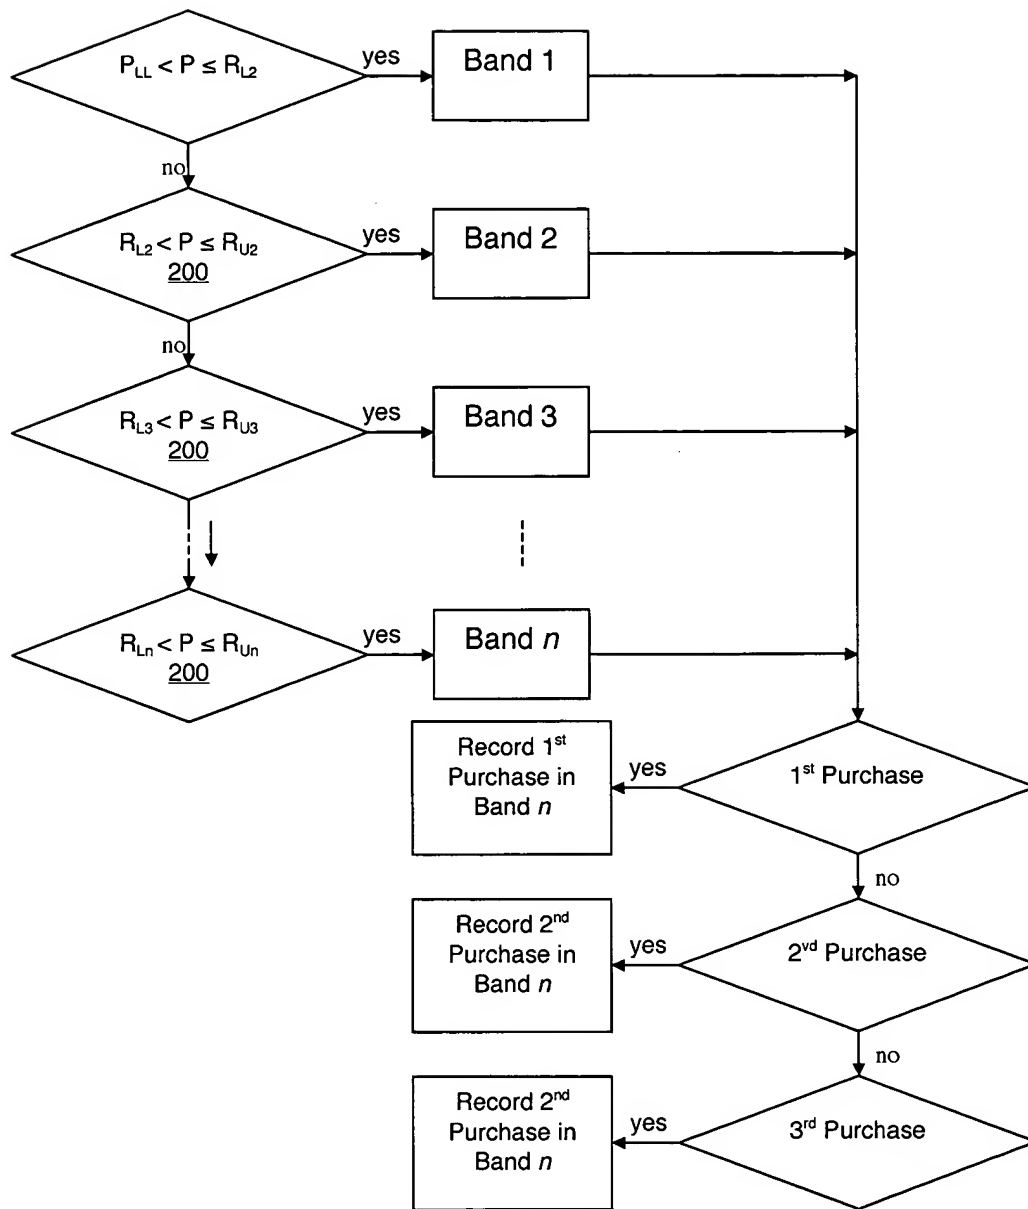 P_LL < P ≤ R_L2
yes
Band 1
no
R_L2 < P ≤ R_U2
200
yes
Band 2
no
R_L3 < P ≤ R_U3
200
yes
Band 3
R_Ln < P ≤ R_Un
200
yes
Band n
Record 1st
Purchase in
Band n
yes
1st Purchase
no
Record 2nd
Purchase in
Band n
yes
2vd Purchase
no
Record 2nd
Purchase in
Band n
yes
3rd Purchase